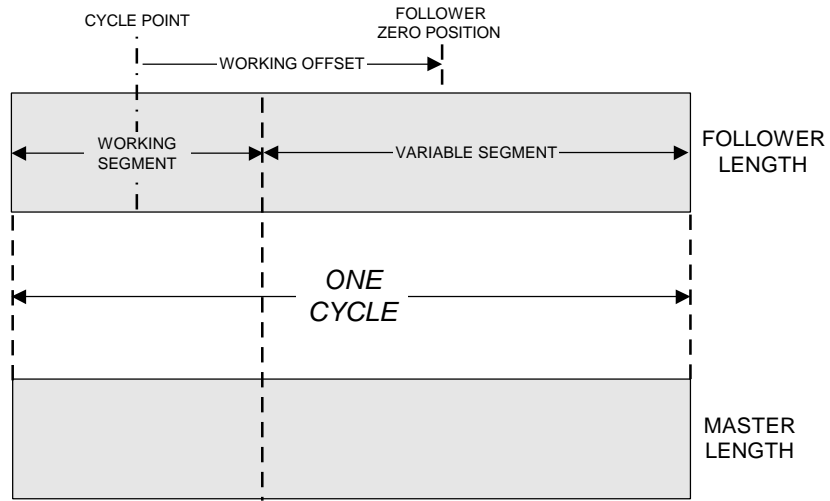 CYCLE POINT
FOLLOWER
ZERO POSITION
WORKING OFFSET
WORKING
SEGMENT
VARIABLE SEGMENT
FOLLOWER
LENGTH
ONE
CYCLE
MASTER
LENGTH